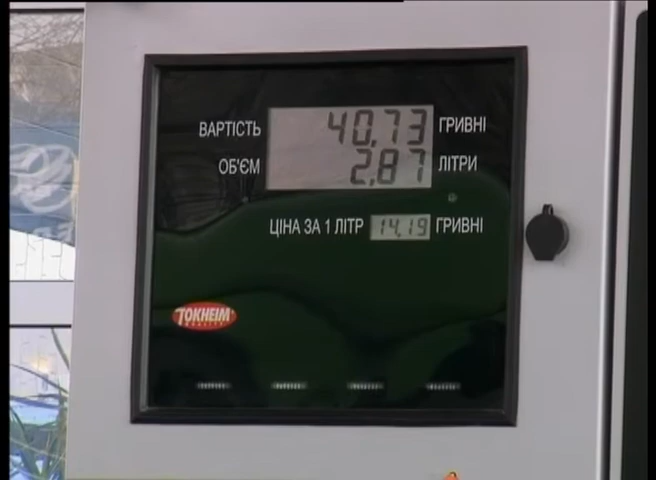 ВАРТІСТЬ 40.73 ГРИВНІ
ОБ'ЄМ 2.87 ЛІТРИ
ЦІНА ЗА 1 ЛІТР 14.19 ГРИВНІ
TOKHEIM